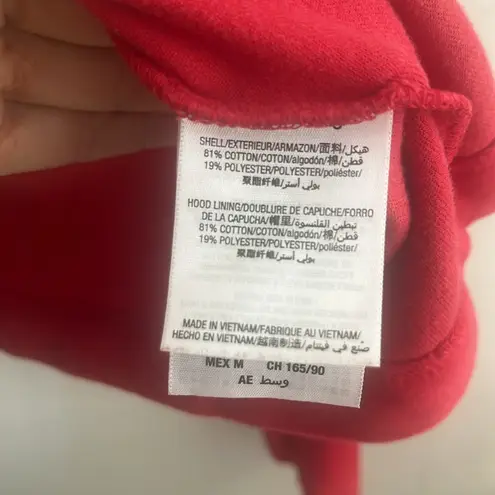 SHELL/EXTERIEUR/ARMAZON/面料/هيكل
81% COTTON/COTON/algodón/棉/قطن
19% POLYESTER/POLYESTER/poliéster/
聚酯纤维/بولي أستر
HOOD LINING/DOUBLURE DE CAPUCHE/FORRO
DE LA CAPUCHA/帽里/تبطين القلنسوة
81% COTTON/COTON/algodón/棉/قطن
19% POLYESTER/POLYESTER/poliéster/
聚酯纤维/بولي أستر
MADE IN VIETNAM/FABRIQUE AU VIETNAM/
HECHO EN VIETNAM/越南制造/صنع في فيتنام
MEX M CH 165/90
AE وسط